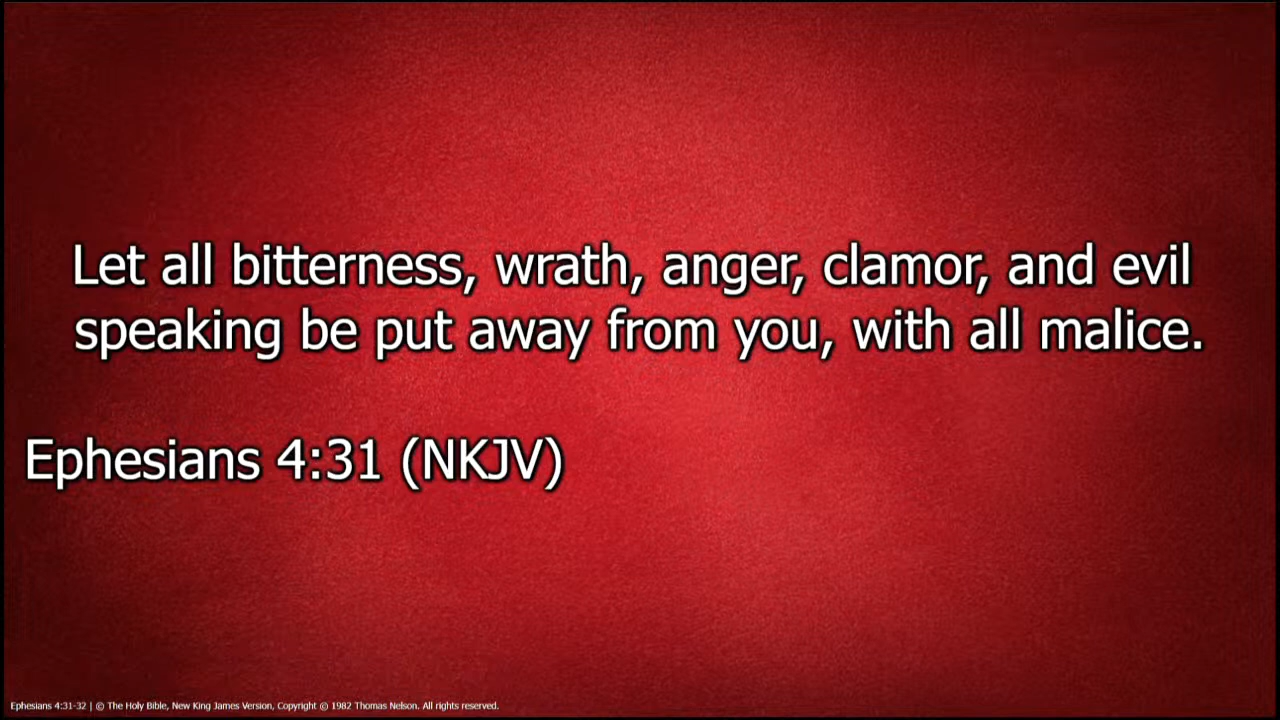 Let all bitterness, wrath, anger, clamor, and evil
speaking be put away from you, with all malice.
Ephesians 4:31 (NKJV)
Ephesians 4:31-32 | © The Holy Bible, New King James Version, Copyright © 1982 Thomas Nelson. All rights reserved.